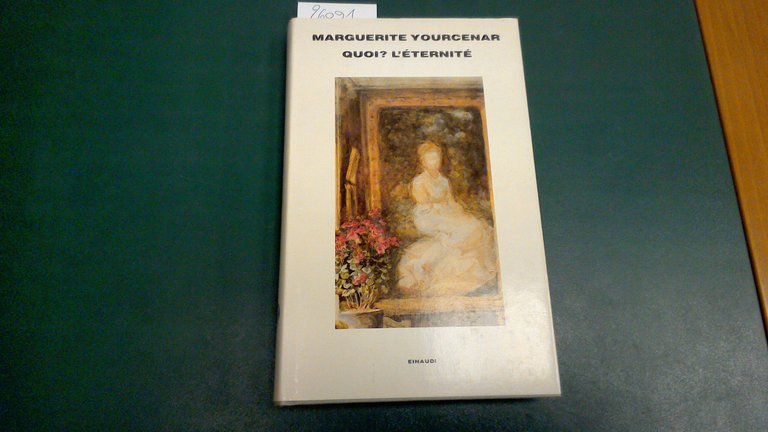 96091
MARGUERITE YOURCENAR
QUOI? L'ÉTERNITÉ
EINAUDI